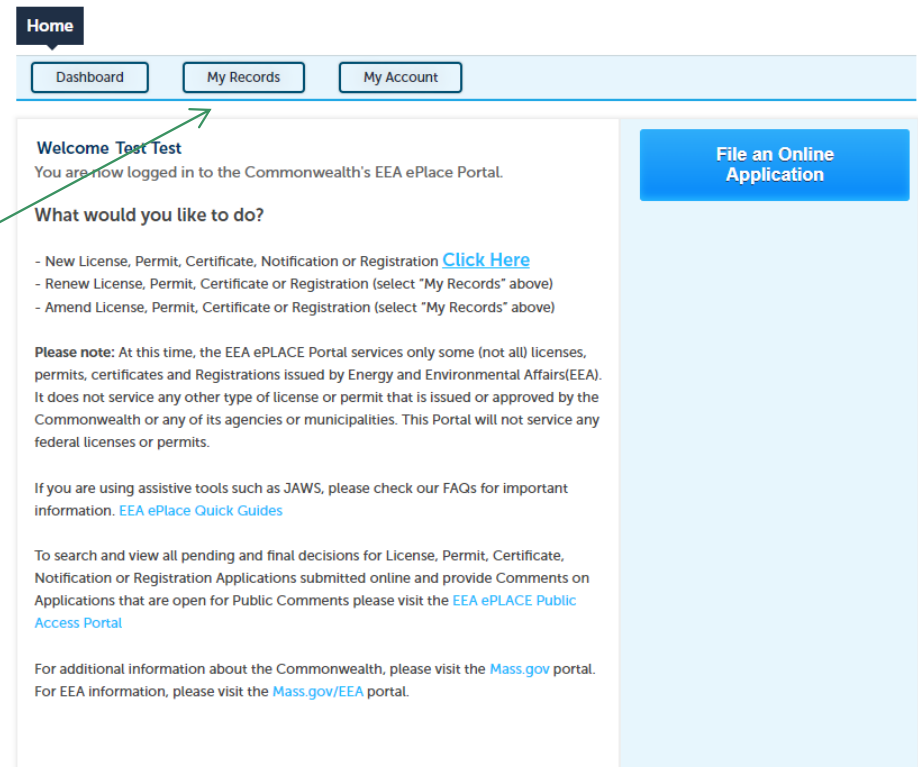 Home
Dashboard My Records My Account
Welcome Test Test
You are now logged in to the Commonwealth's EEA ePlace Portal.
What would you like to do?
- New License, Permit, Certificate, Notification or Registration Click Here
- Renew License, Permit, Certificate or Registration (select "My Records" above)
- Amend License, Permit, Certificate or Registration (select "My Records" above)
Please note: At this time, the EEA ePLACE Portal services only some (not all) licenses,
permits, certificates and Registrations issued by Energy and Environmental Affairs(EEA).
It does not service any other type of license or permit that is issued or approved by the
Commonwealth or any of its agencies or municipalities. This Portal will not service any
federal licenses or permits.
If you are using assistive tools such as JAWS, please check our FAQs for important
information. EEA ePlace Quick Guides
To search and view all pending and final decisions for License, Permit, Certificate,
Notification or Registration Applications submitted online and provide Comments on
Applications that are open for Public Comments please visit the EEA ePLACE Public
Access Portal
For additional information about the Commonwealth, please visit the Mass.gov portal.
For EEA information, please visit the Mass.gov/EEA portal.
File an Online
Application